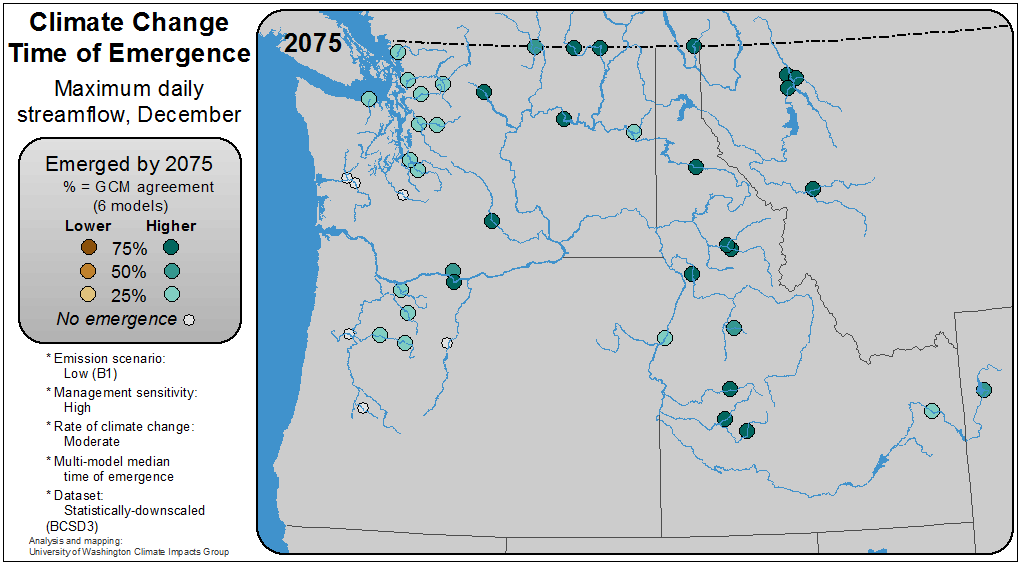 Climate Change
Time of Emergence
Maximum daily
streamflow, December
2075
Emerged by 2075
% = GCM agreement
(6 models)
Lower Higher
75%
50%
25%
No emergence
* Emission scenario:
Low (B1)
* Management sensitivity:
High
* Rate of climate change:
Moderate
* Multi-model median
time of emergence
* Dataset:
Statistically-downscaled
(BCSD3)
Analysis and mapping:
University of Washington Climate Impacts Group